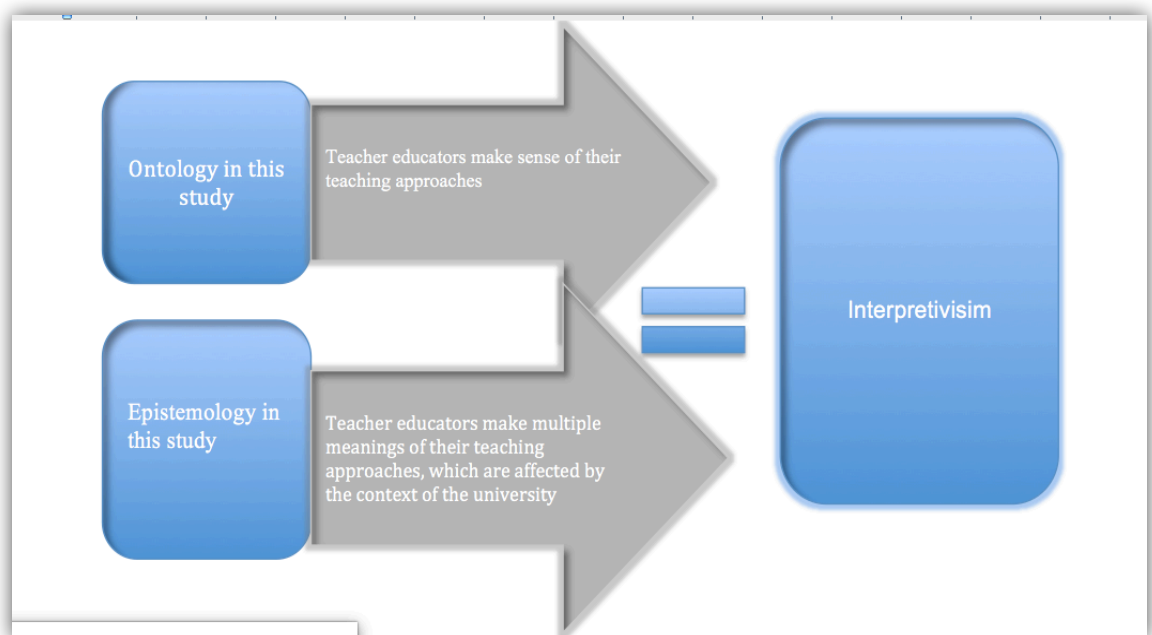 Ontology in this
study
Teacher educators make sense of their
teaching approaches
Epistemology in
this study
Teacher educators make multiple
meanings of their teaching
approaches, which are affected by
the context of the university
Interpretivisim